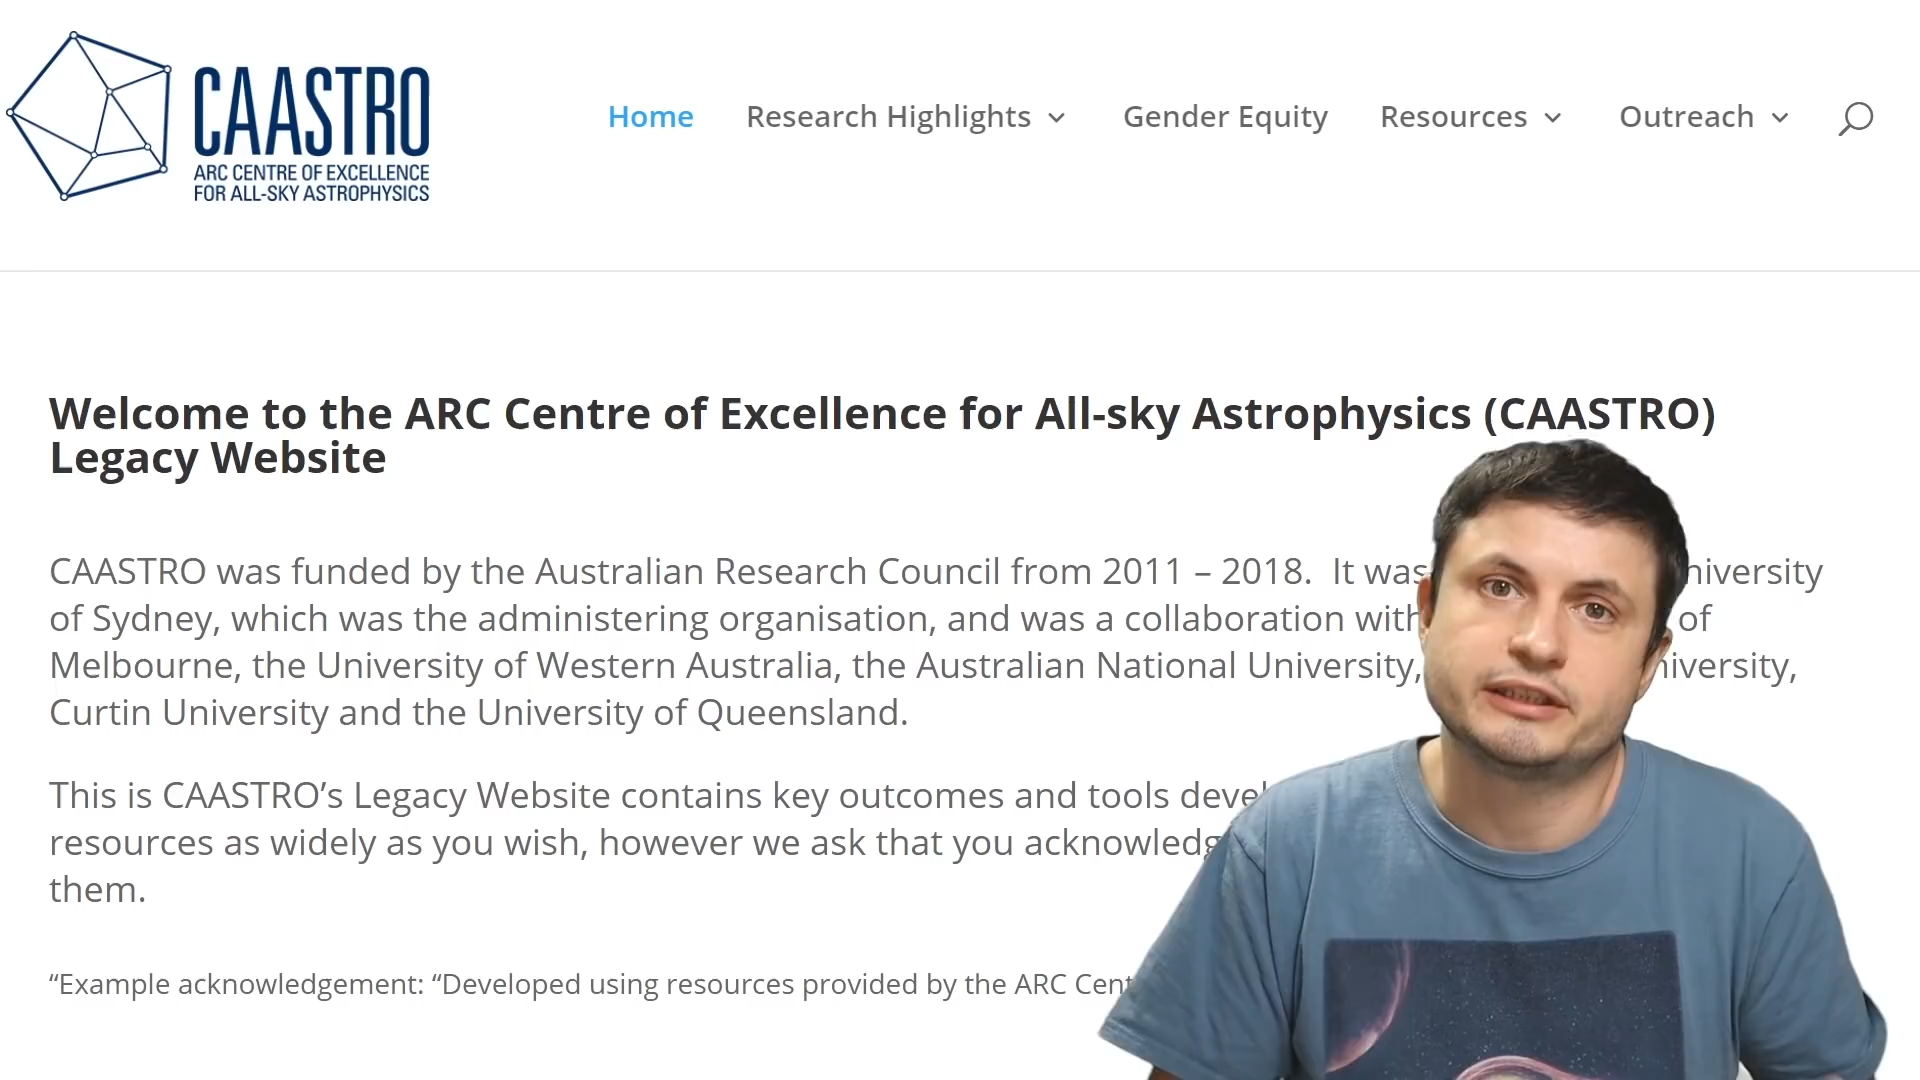 CAASTRO
ARC CENTRE OF EXCELLENCE
FOR ALL-SKY ASTROPHYSICS
Home Research Highlights Gender Equity Resources Outreach
Welcome to the ARC Centre of Excellence for All-sky Astrophysics (CAASTRO)
Legacy Website
CAASTRO was funded by the Australian Research Council from 2011 – 2018. It was
of Sydney, which was the administering organisation, and was a collaboration with of
Melbourne, the University of Western Australia, the Australian National University,
Curtin University and the University of Queensland.
This is CAASTRO’s Legacy Website contains key outcomes and tools
resources as widely as you wish, however we ask that you
them.
“Example acknowledgement: “Developed using resources provided by the ARC